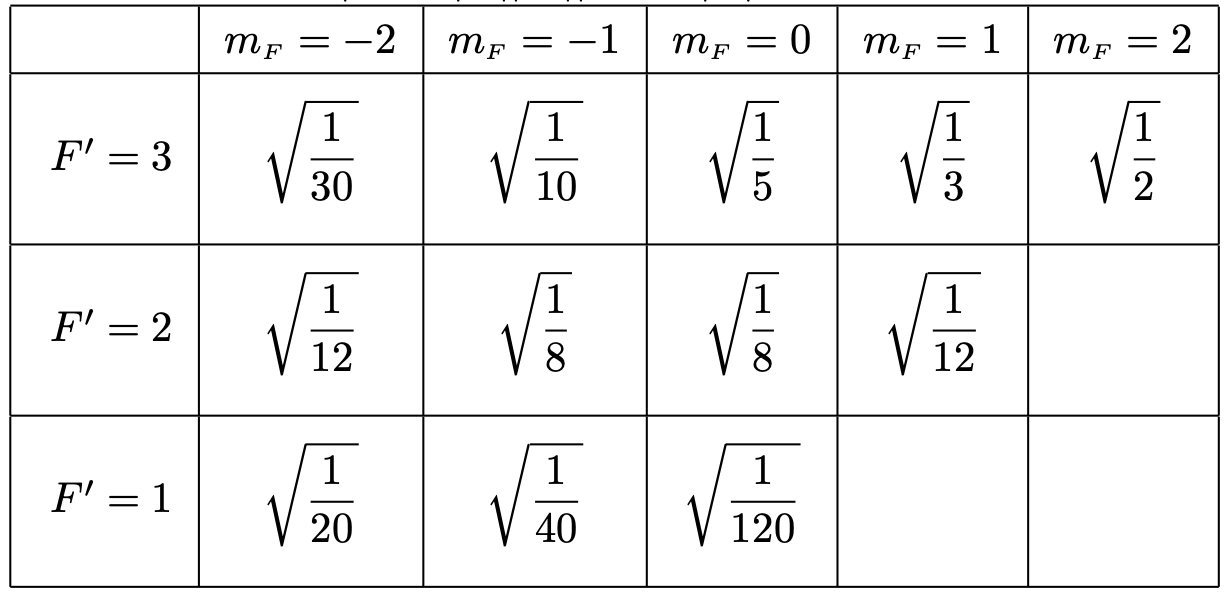 m_F = −2 m_F = −1 m_F = 0 m_F = 1 m_F = 2
F′ = 3 √(1/30) √(1/10) √(1/5) √(1/3) √(1/2)
F′ = 2 √(1/12) √(1/8) √(1/8) √(1/12)
F′ = 1 √(1/20) √(1/40) √(1/120)